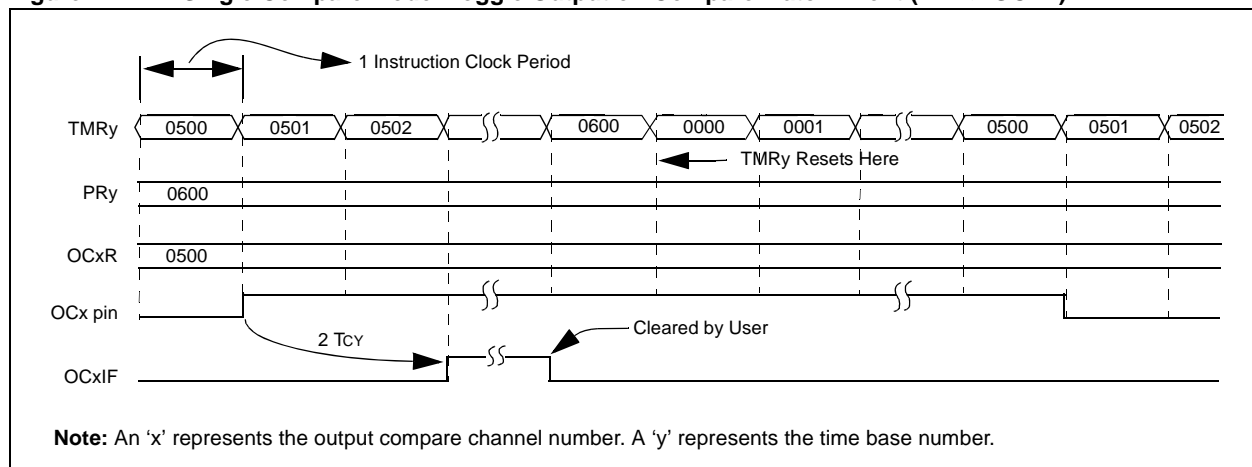 1 Instruction Clock Period
TMRy 0500 0501 0502 0600 0000 0001 0500 0501 0502
TMRy Resets Here
PRy 0600
OCxR 0500
OCx pin
2 TCY
Cleared by User
OCxIF
Note: An ‘x’ represents the output compare channel number. A ‘y’ represents the time base number.